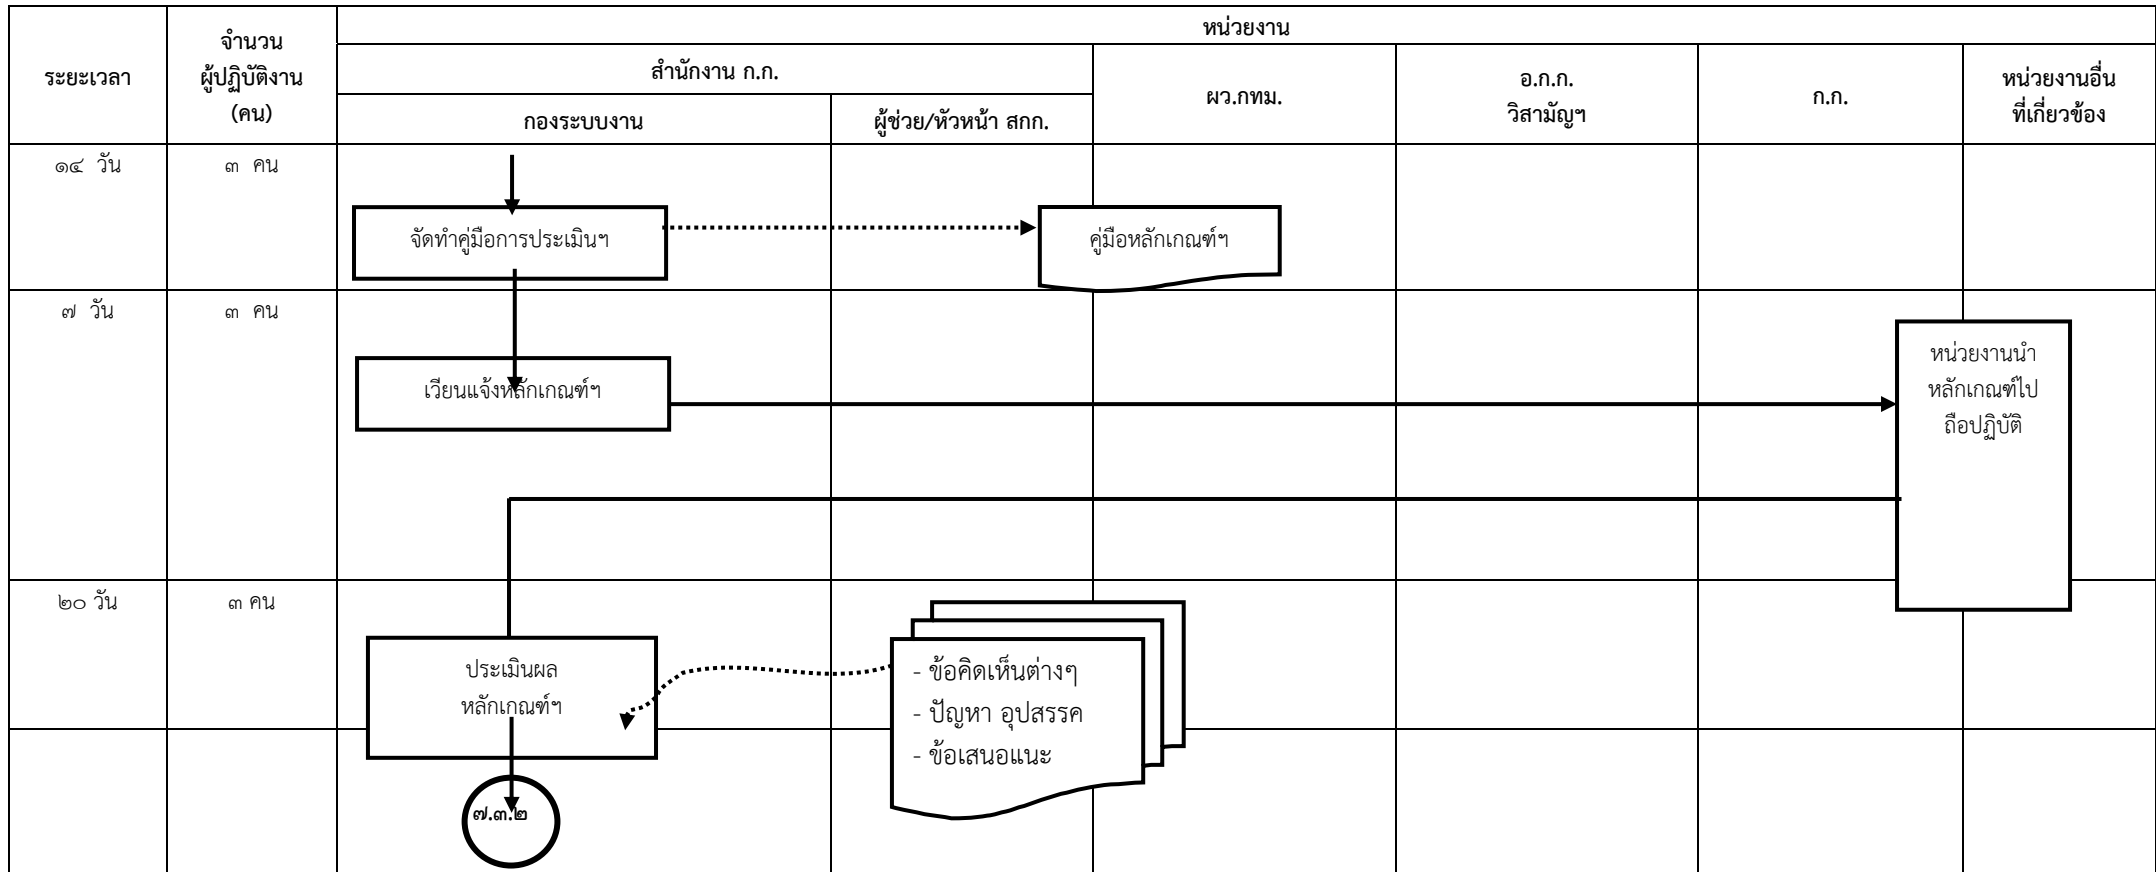 หน่วยงาน
ระยะเวลา
จำนวน
ผู้ปฏิบัติงาน
(คน)
สำนักงาน ก.ก.
ผว.กทม.
อ.ก.ก.
วิสามัญฯ
ก.ก.
หน่วยงานอื่น
ที่เกี่ยวข้อง
กองระบบงาน
ผู้ช่วย/หัวหน้า สกก.
๑๔ วัน
๓ คน
จัดทำคู่มือการประเมินฯ
คู่มือหลักเกณฑ์ฯ
๗ วัน
๓ คน
เวียนแจ้งหลักเกณฑ์ฯ
หน่วยงานนำ
หลักเกณฑ์ไป
ถือปฏิบัติ
๒๐ วัน
๓ คน
ประเมินผล
หลักเกณฑ์ฯ
- ข้อคิดเห็นต่างๆ
- ปัญหา อุปสรรค
- ข้อเสนอแนะ
๗.๓.๒